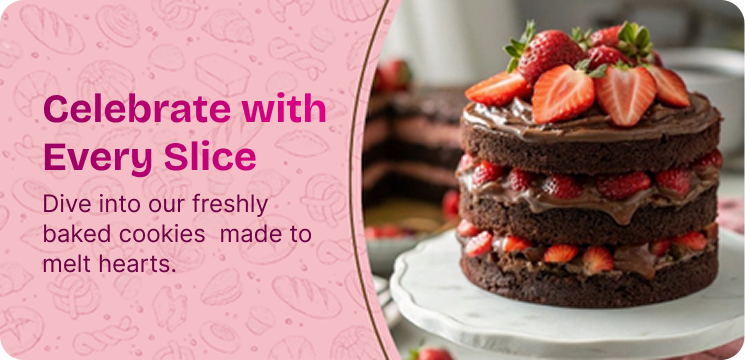 Celebrate with
Every Slice
Dive into our freshly
baked cookies  made to
melt hearts.